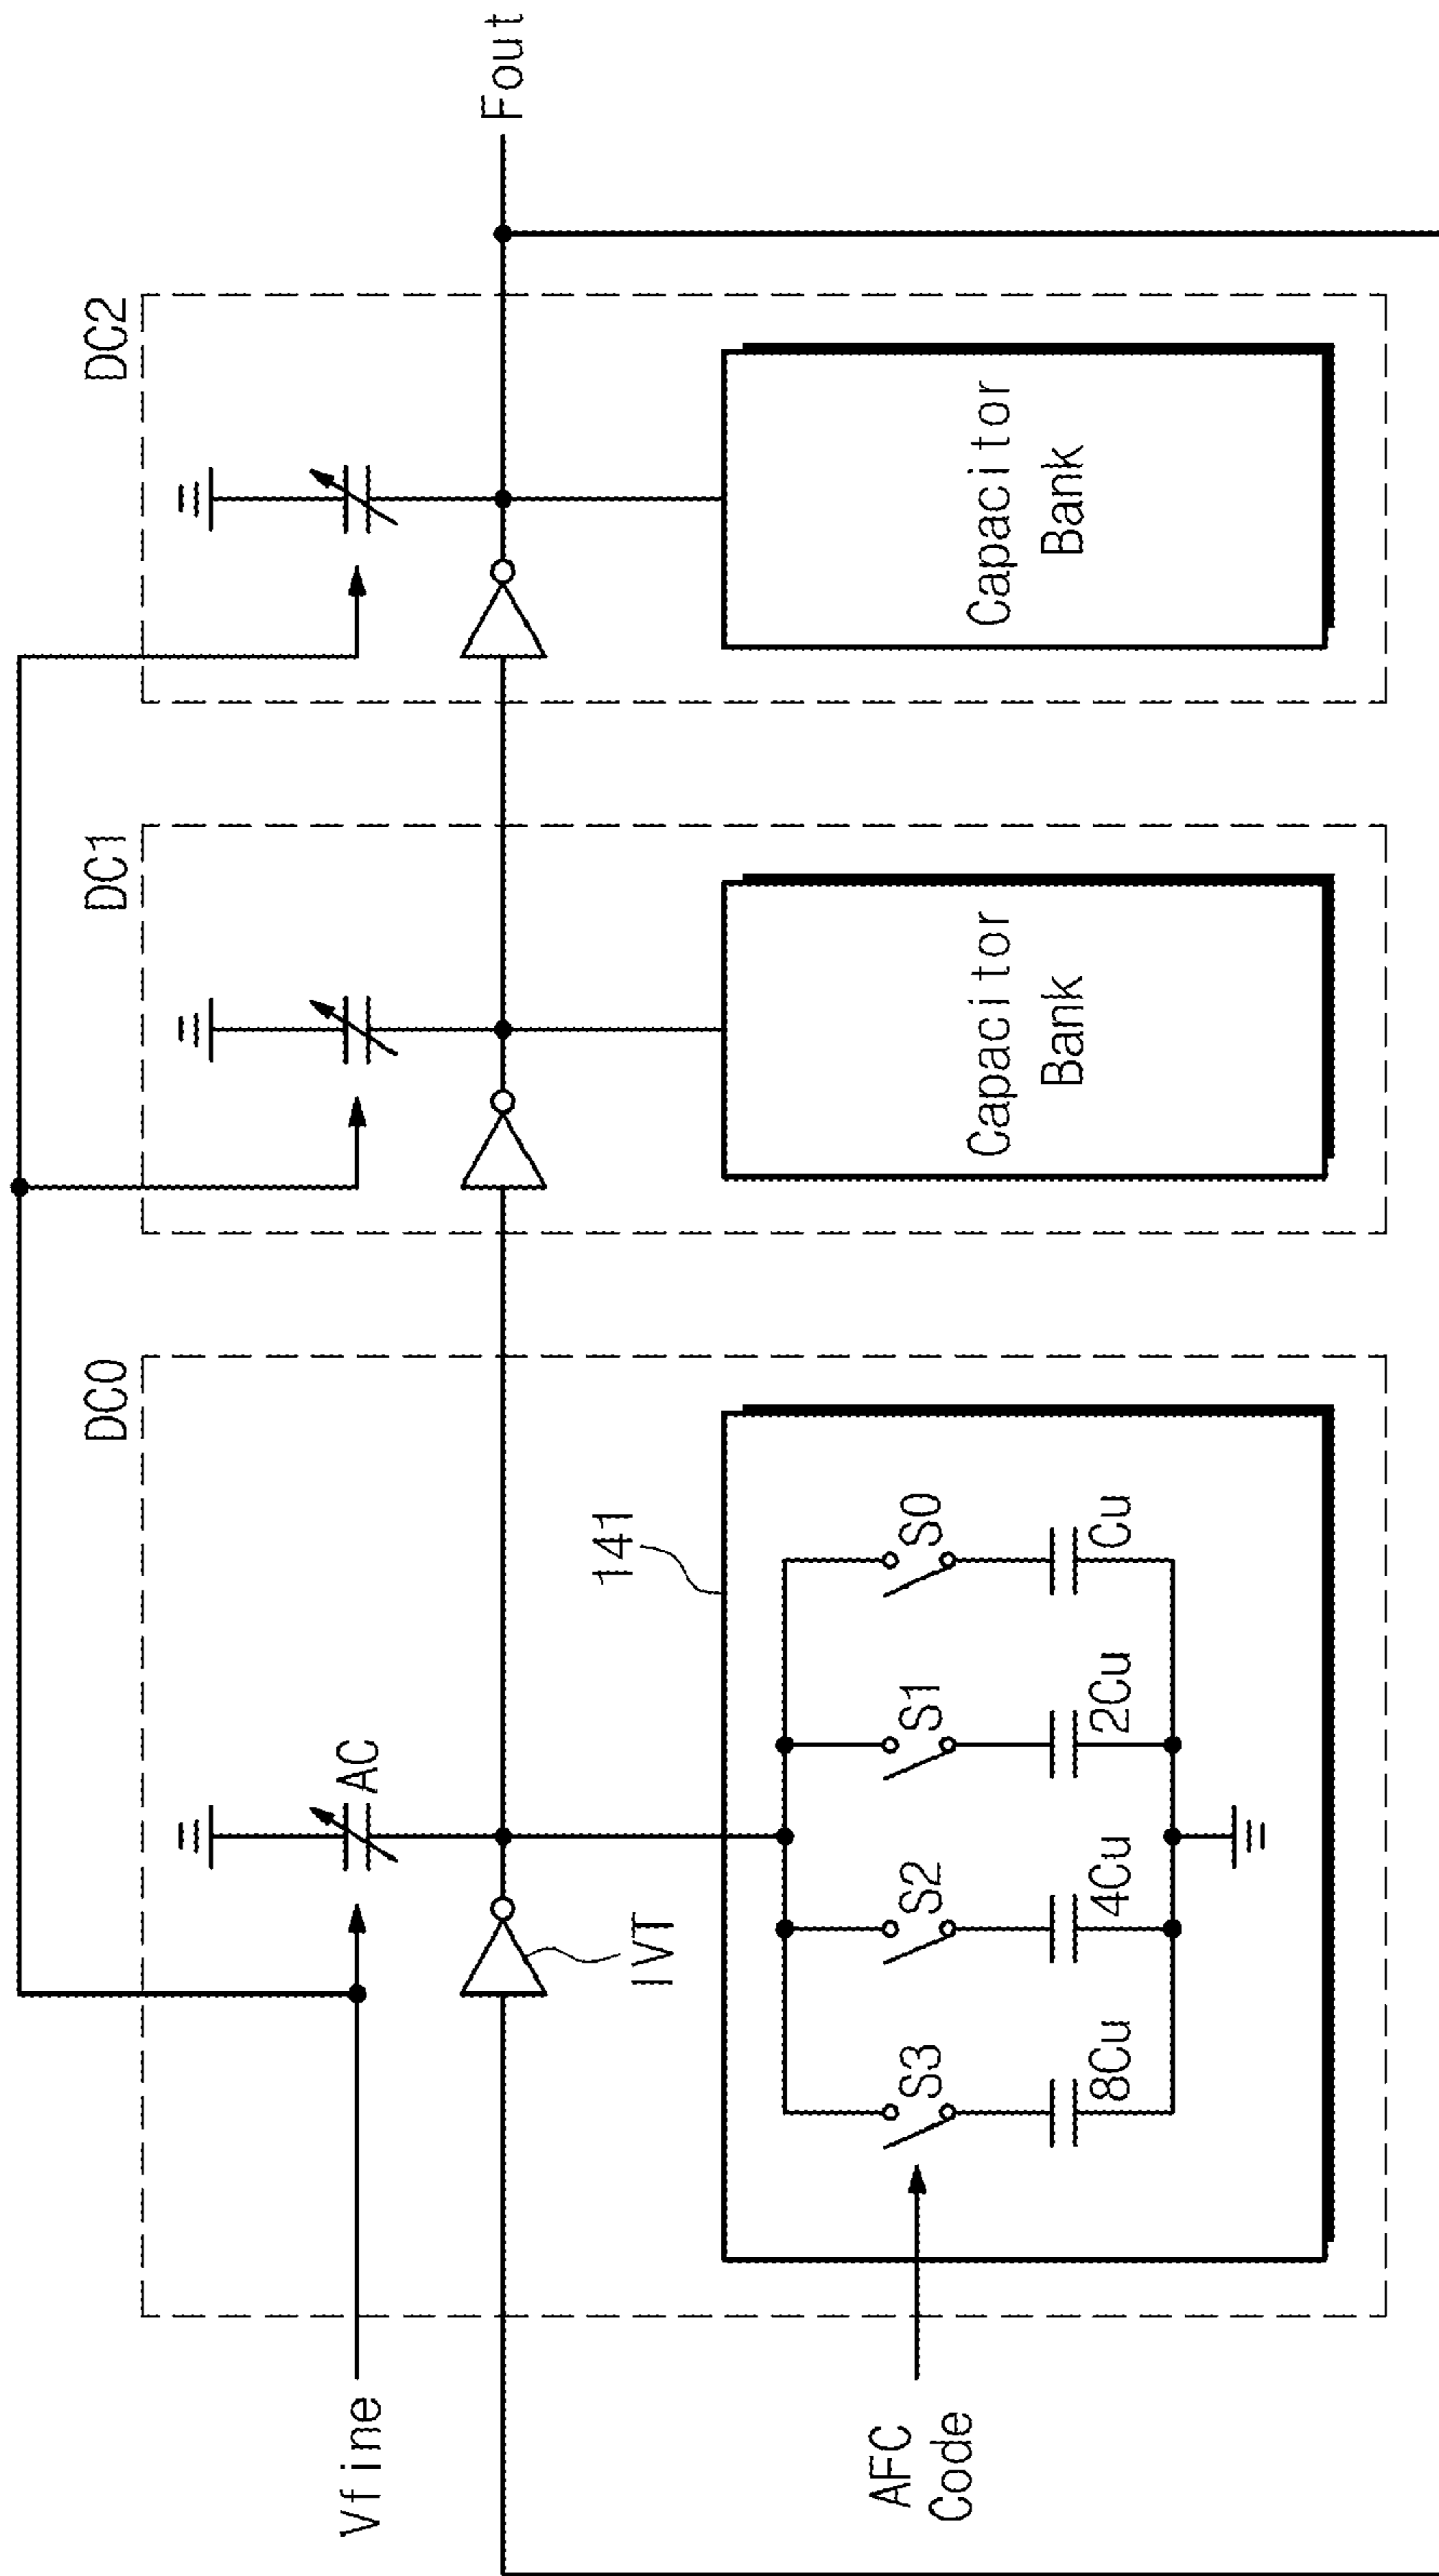 DC0
DC1
DC2
Vfine
AC
Fout
IVT
141
AFC
Code
S3
S2
S1
S0
8Cu
4Cu
2Cu
Cu
Capacitor
Bank
Capacitor
Bank